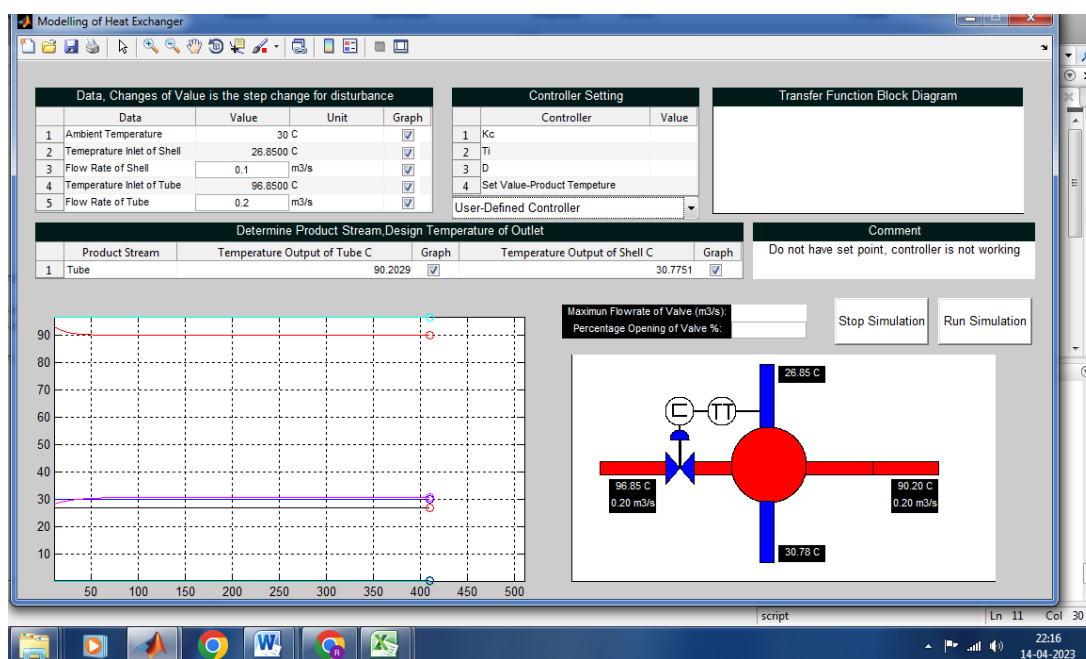 Modelling of Heat Exchanger
Data, Changes of Value is the step change for disturbance
Data Value Unit Graph
1 Ambient Temperature 30 C
2 Temeprature Inlet of Shell 26.8500 C
3 Flow Rate of Shell 0.1 m3/s
4 Temperature Inlet of Tube 96.8500 C
5 Flow Rate of Tube 0.2 m3/s
Controller Setting
Controller Value
1 Kc
2 Ti
3 D
4 Set Value-Product Tempeture
User-Defined Controller
Transfer Function Block Diagram
Determine Product Stream,Design Temperature of Outlet
Product Stream Temperature Output of Tube C Graph Temperature Output of Shell C Graph
1 Tube 90.2029 30.7751
Comment
Do not have set point, controller is not working
Maximun Flowrate of Valve (m3/s):
Percentage Opening of Valve %:
Stop Simulation
Run Simulation
90
80
70
60
50
40
30
20
10
50 100 150 200 250 300 350 400 450 500
26.85 C
C TT
96.85 C
0.20 m3/s
90.20 C
0.20 m3/s
30.78 C
script Ln 11 Col 30
22:16
14-04-2023